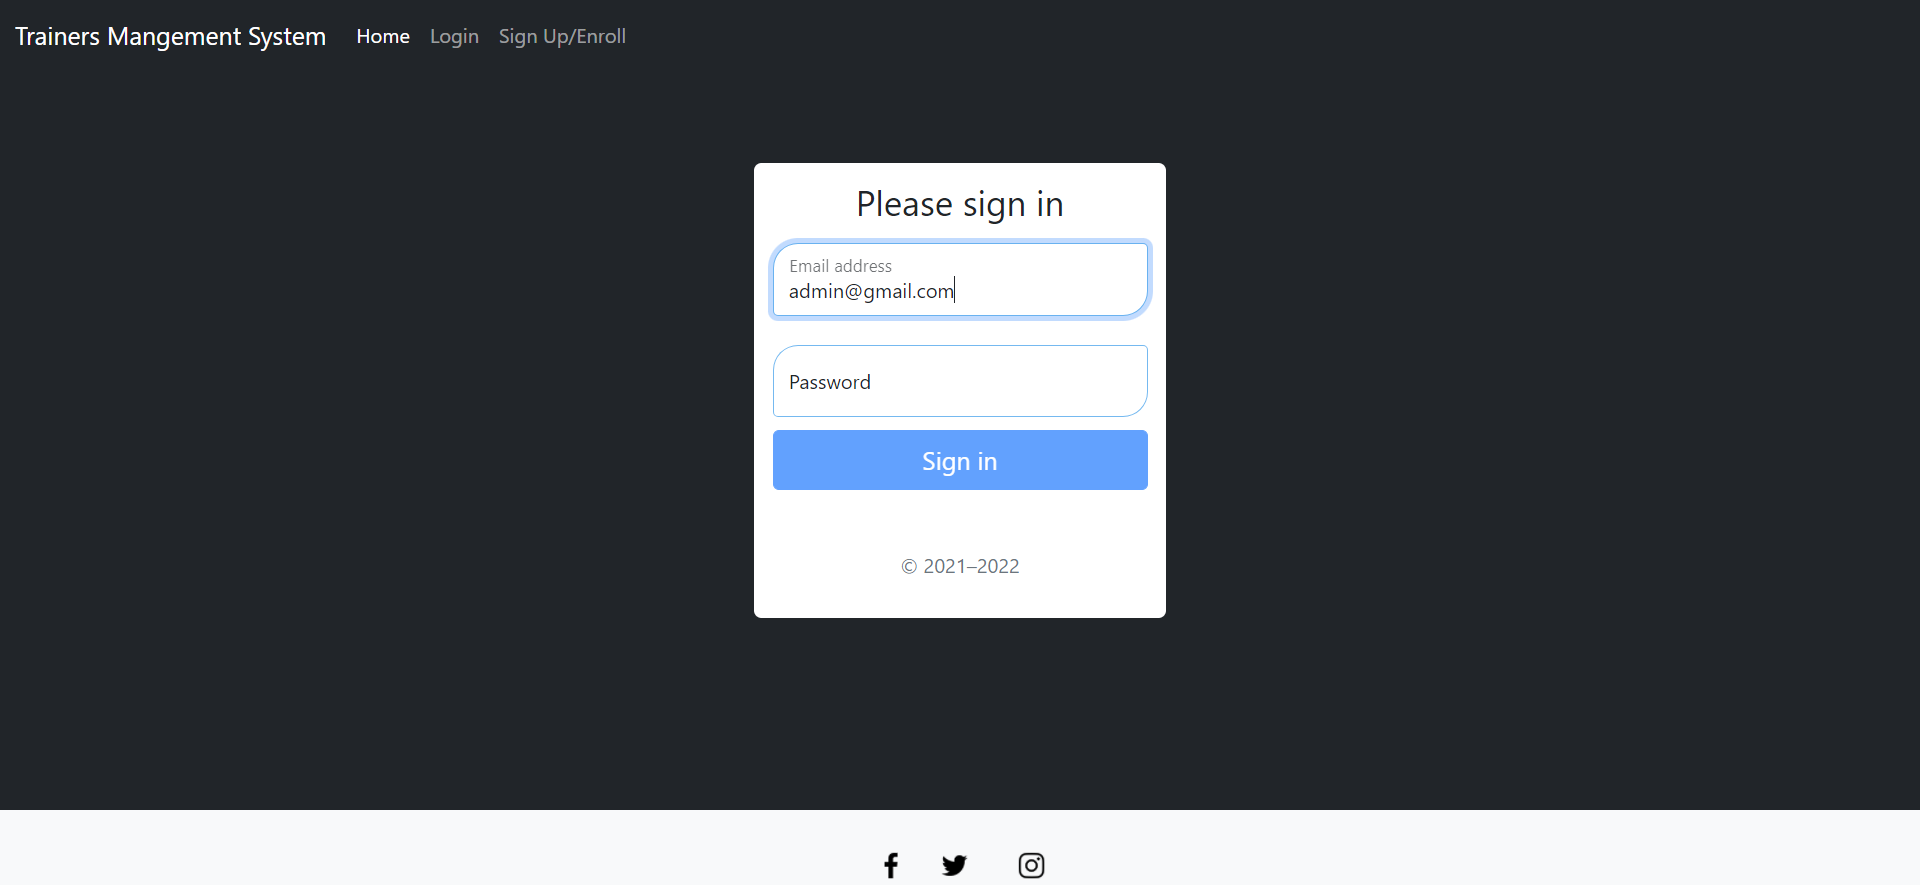 Trainers Mangement System Home Login Sign Up/Enroll
Please sign in
Email address
admin@gmail.com
Password
Sign in
© 2021–2022